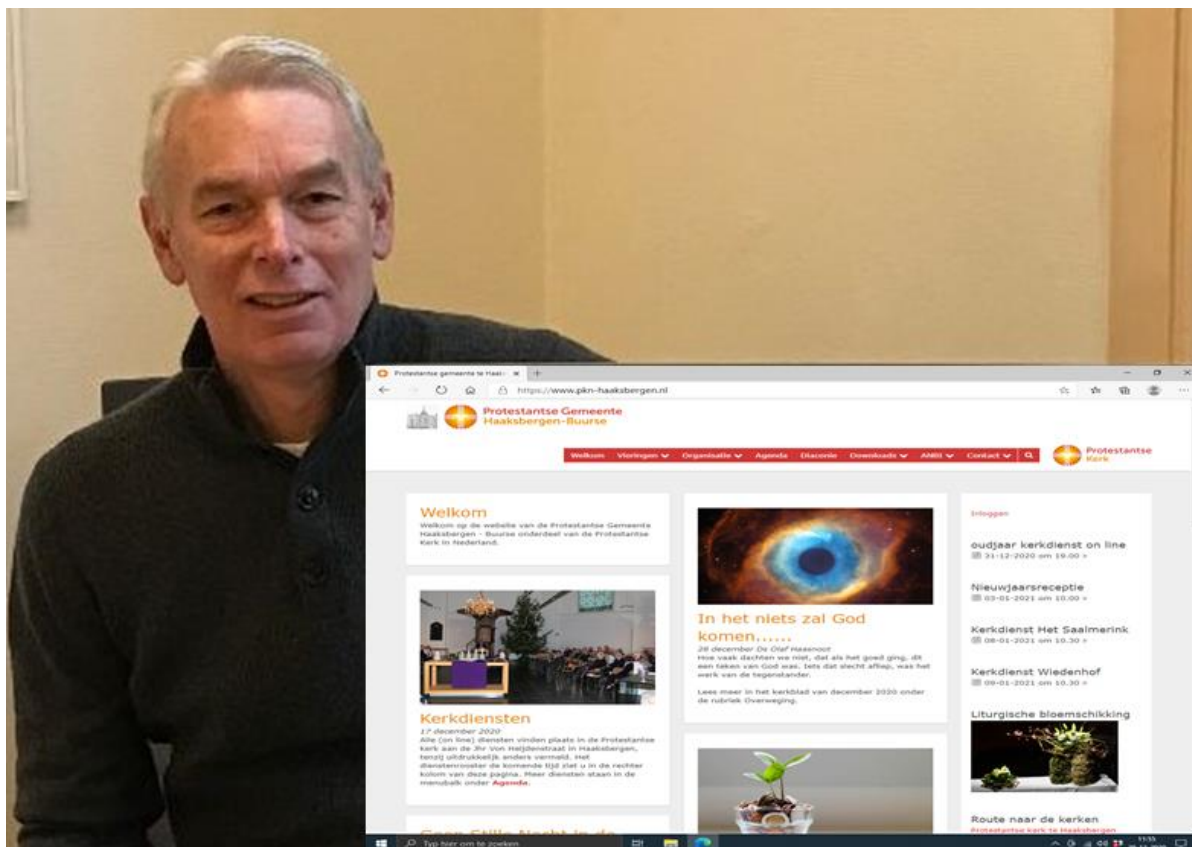 Protestantse gemeente te Haak
https://www.pkn-haaksbergen.nl
Protestantse Gemeente
Haaksbergen-Buurse
Welkom Vieringen Organisatie Agenda Diaconie Downloads ANBI Contact
Protestantse
Kerk
Welkom
Welkom op de website van de Protestantse Gemeente
Haaksbergen - Buurse onderdeel van de Protestantse
Kerk in Nederland.
Kerkdiensten
17 december 2020
Alle (on line) diensten vinden plaats in de Protestantse
kerk aan de Jhr Von Heijdenstraat in Haaksbergen,
tenzij uitdrukkelijk anders vermeld. Het
dienstenrooster de komende tijd ziet u in de rechter
kolom van deze pagina. Meer diensten staan in de
menubalk onder Agenda.
Geen Stille Nacht in de
In het niets zal God
komen......
28 december Ds Olaf Haasnoot
Hoe vaak dachten we niet, dat als het goed ging, dit
een teken van God was. Iets dat slecht afliep, was het
werk van de tegenstander.
Lees meer in het kerkblad van december 2020 onder
de rubriek Overweging.
Inloggen
oudjaar kerkdienst on line
31-12-2020 om 19.00 »
Nieuwjaarsreceptie
03-01-2021 om 10.00 »
Kerkdienst Het Saalmerink
08-01-2021 om 10.30 »
Kerkdienst Wiedenhof
09-01-2021 om 10.30 »
Liturgische bloemschikking
Route naar de kerken
Protestantse kerk te Haaksbergen
Typ hier om te zoeken
11:55